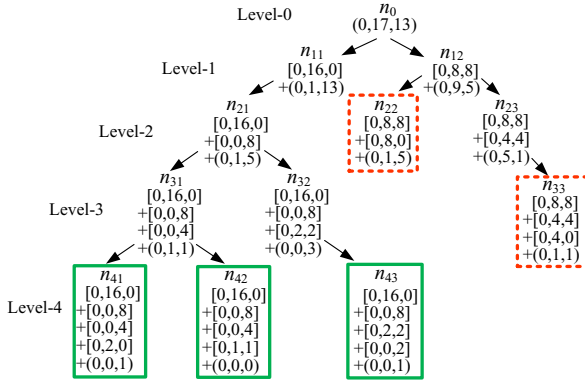 Level-0
n0
(0,17,13)
Level-1
n11
[0,16,0]
+(0,1,13)
n12
[0,8,8]
+(0,9,5)
Level-2
n21
[0,16,0]
+[0,0,8]
+(0,1,5)
n22
[0,8,8]
+[0,8,0]
+(0,1,5)
n23
[0,8,8]
+[0,4,4]
+(0,5,1)
Level-3
n31
[0,16,0]
+[0,0,8]
+[0,0,4]
+(0,1,1)
n32
[0,16,0]
+[0,0,8]
+[0,2,2]
+(0,0,3)
n33
[0,8,8]
+[0,4,4]
+[0,4,0]
+(0,1,1)
Level-4
n41
[0,16,0]
+[0,0,8]
+[0,0,4]
+[0,2,0]
+(0,0,1)
n42
[0,16,0]
+[0,0,8]
+[0,0,4]
+[0,1,1]
+(0,0,0)
n43
[0,16,0]
+[0,0,8]
+[0,2,2]
+[0,0,2]
+(0,0,1)